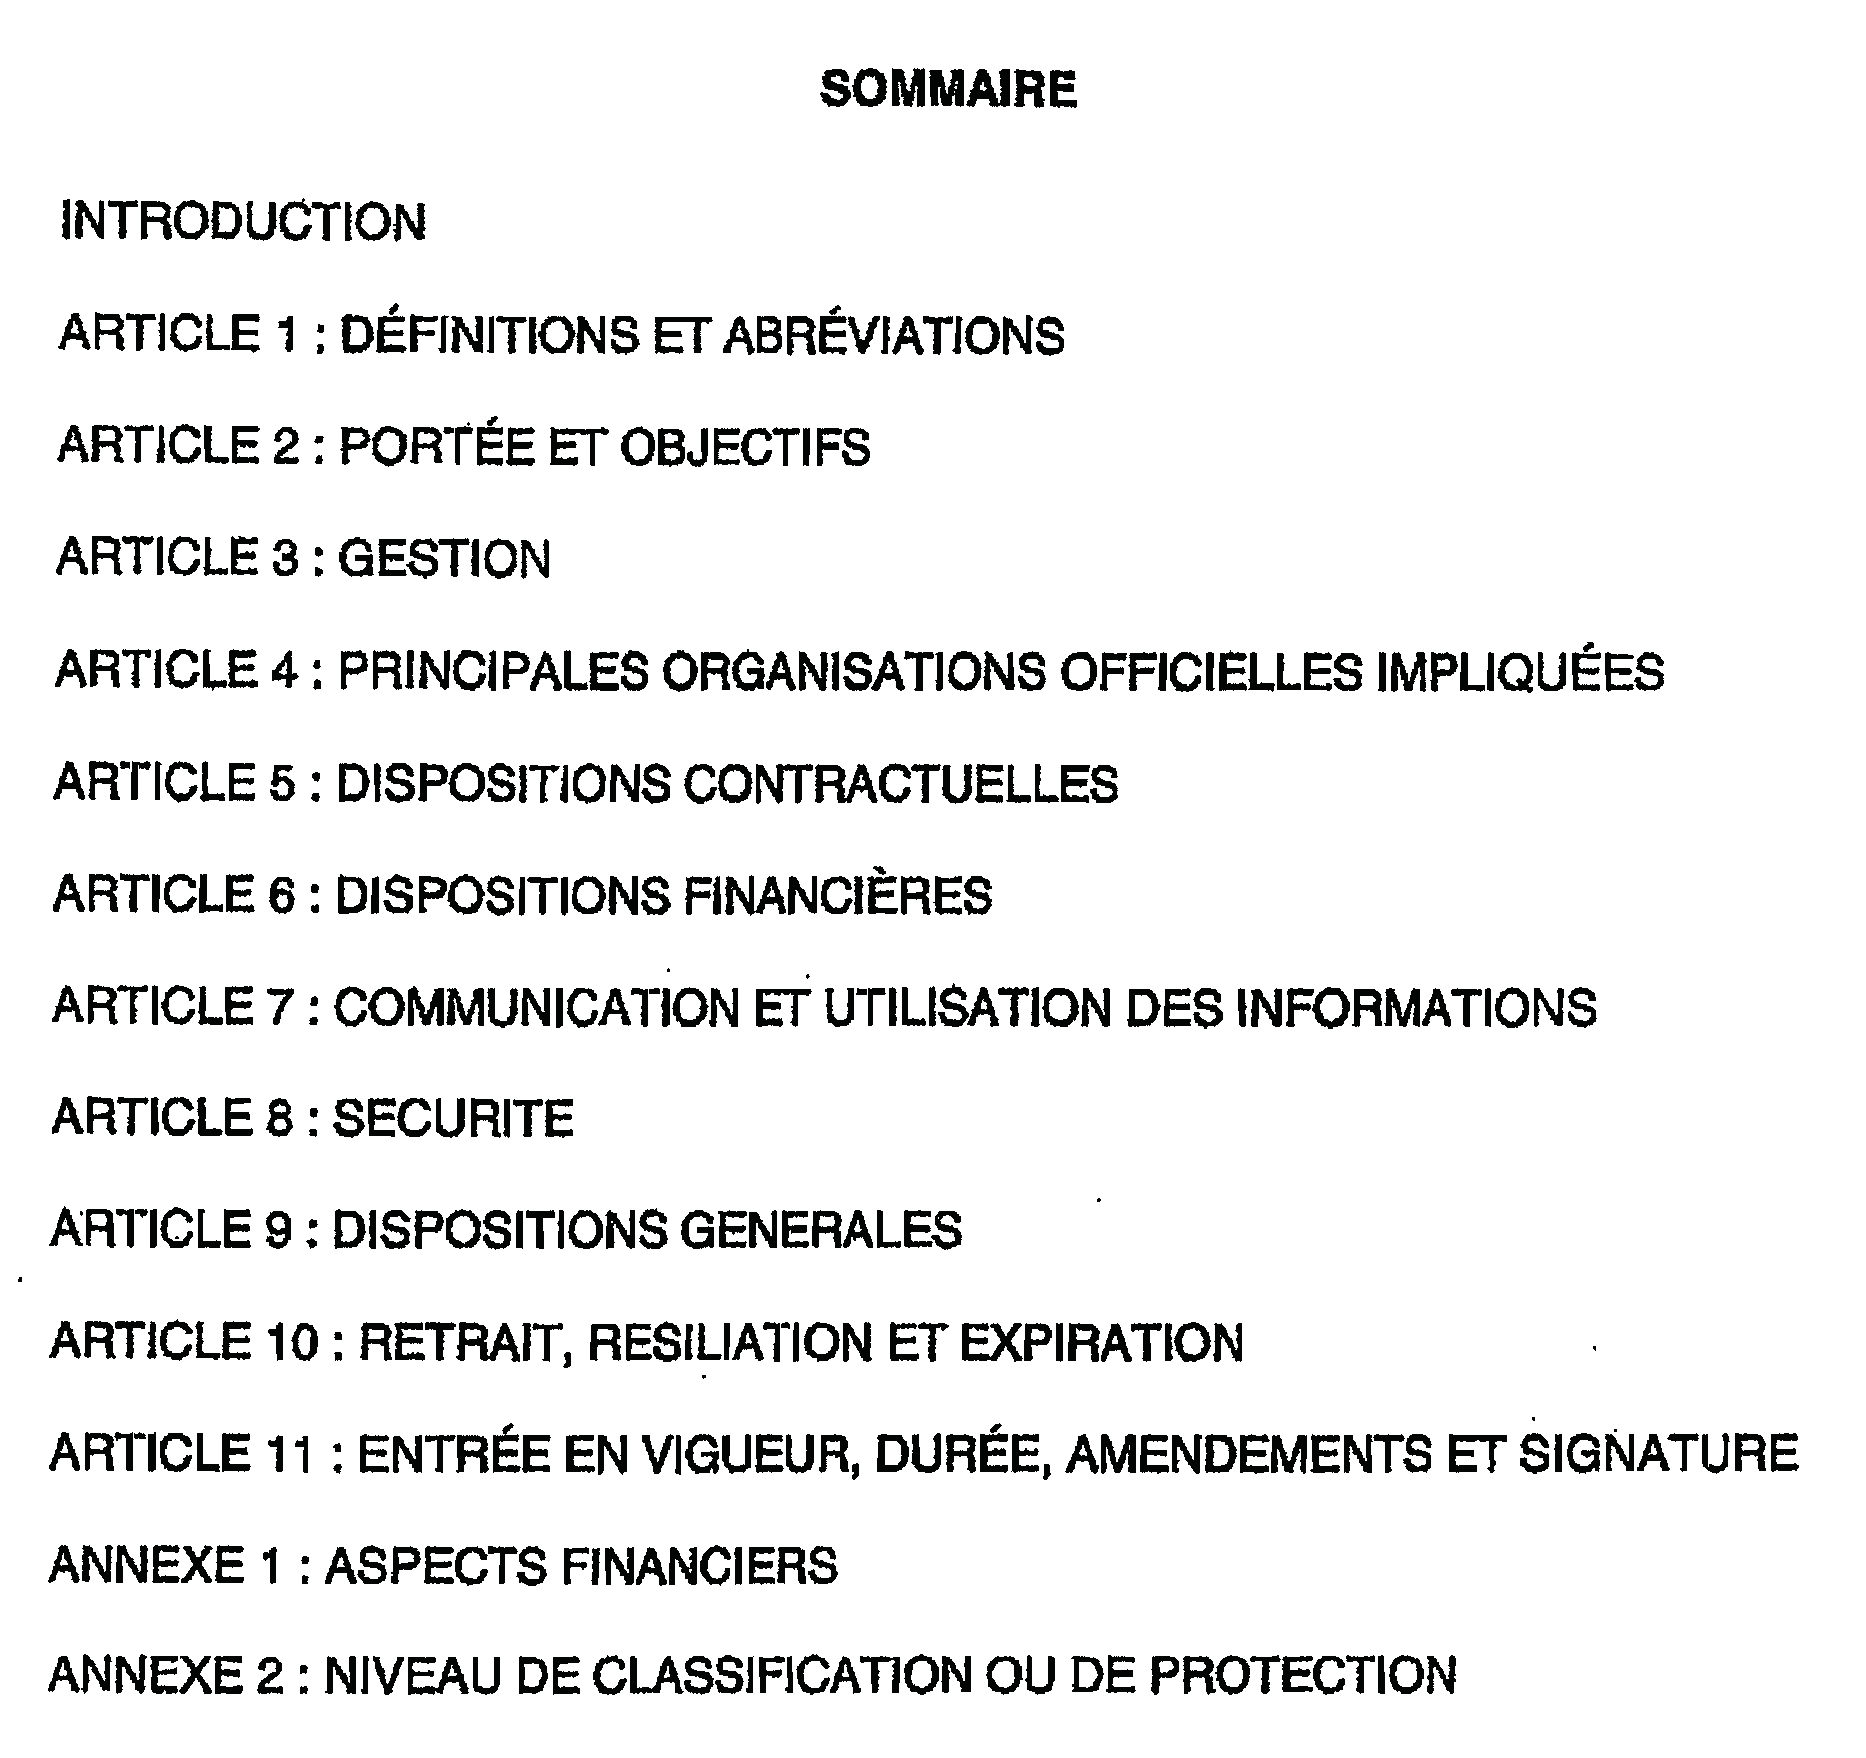 SOMMAIRE
INTRODUCTION
ARTICLE 1 : DÉFINITIONS ET ABRÉVIATIONS
ARTICLE 2 : PORTÉE ET OBJECTIFS
ARTICLE 3 : GESTION
ARTICLE 4 : PRINCIPALES ORGANISATIONS OFFICIELLES IMPLIQUÉES
ARTICLE 5 : DISPOSITIONS CONTRACTUELLES
ARTICLE 6 : DISPOSITIONS FINANCIÈRES
ARTICLE 7 : COMMUNICATION ET UTILISATION DES INFORMATIONS
ARTICLE 8 : SECURITE
ARTICLE 9 : DISPOSITIONS GENERALES
ARTICLE 10 : RETRAIT, RESILIATION ET EXPIRATION
ARTICLE 11 : ENTRÉE EN VIGUEUR, DURÉE, AMENDEMENTS ET SIGNATURE
ANNEXE 1 : ASPECTS FINANCIERS
ANNEXE 2 : NIVEAU DE CLASSIFICATION OU DE PROTECTION